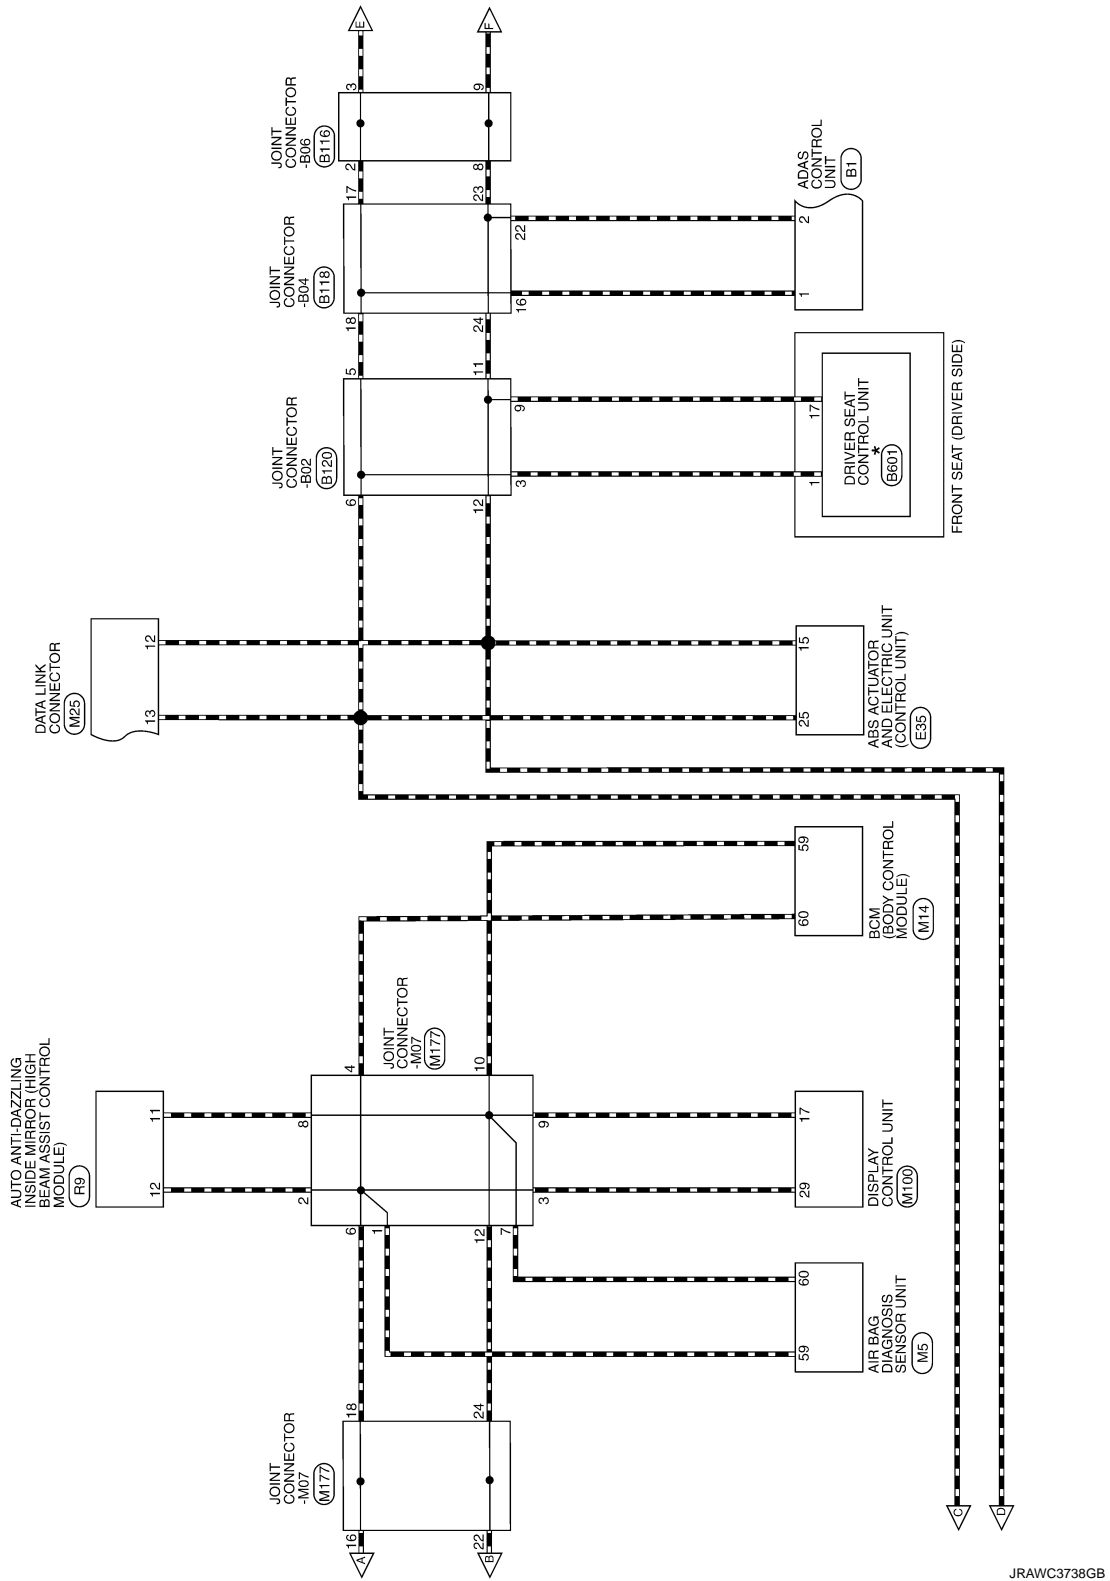 E
F
3
9
JOINT
CONNECTOR
-B06
B116
2
8
17
23
JOINT
CONNECTOR
-B04
B118
22
16
18
24
2
1
ADAS
CONTROL
UNIT
B1
5
11
JOINT
CONNECTOR
-B02
B120
9
3
6
12
17
1
DRIVER SEAT
CONTROL UNIT
*
B601
FRONT SEAT (DRIVER SIDE)
DATA LINK
CONNECTOR
M25
12
13
15
25
ABS ACTUATOR
AND ELECTRIC UNIT
(CONTROL UNIT)
E35
59
60
BCM
(BODY CONTROL
MODULE)
M14
AUTO ANTI-DAZZLING
INSIDE MIRROR (HIGH
BEAM ASSIST CONTROL
MODULE)
R9
11
12
JOINT
CONNECTOR
-M07
M177
4
10
8
2
9
3
6
1
12
7
17
29
DISPLAY
CONTROL UNIT
M100
60
59
AIR BAG
DIAGNOSIS
SENSOR UNIT
M5
JOINT
CONNECTOR
-M07
M177
18
24
16
22
A
B
C
D
JRAWC3738GB